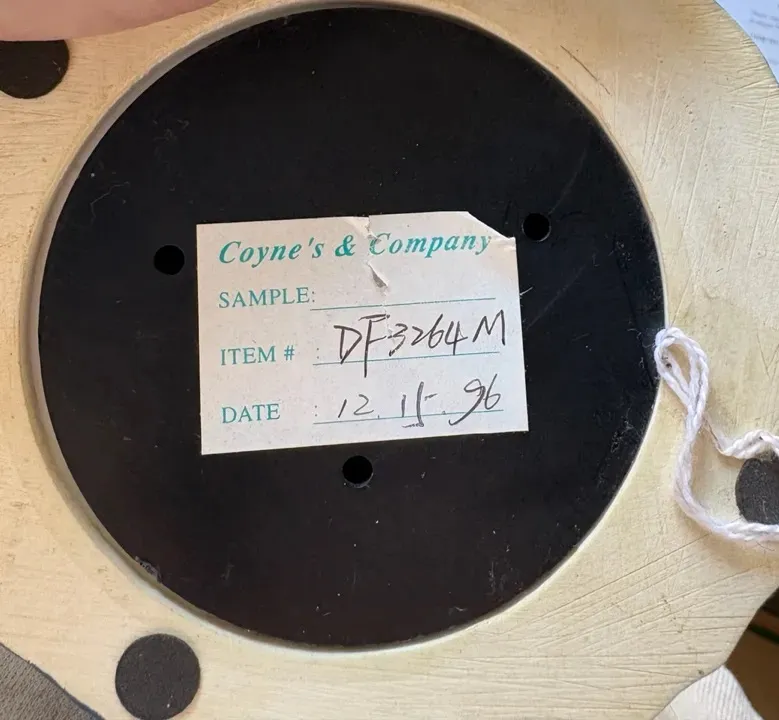 Coyne's & Company
SAMPLE:
ITEM # : DF3264M
DATE : 12.15.96